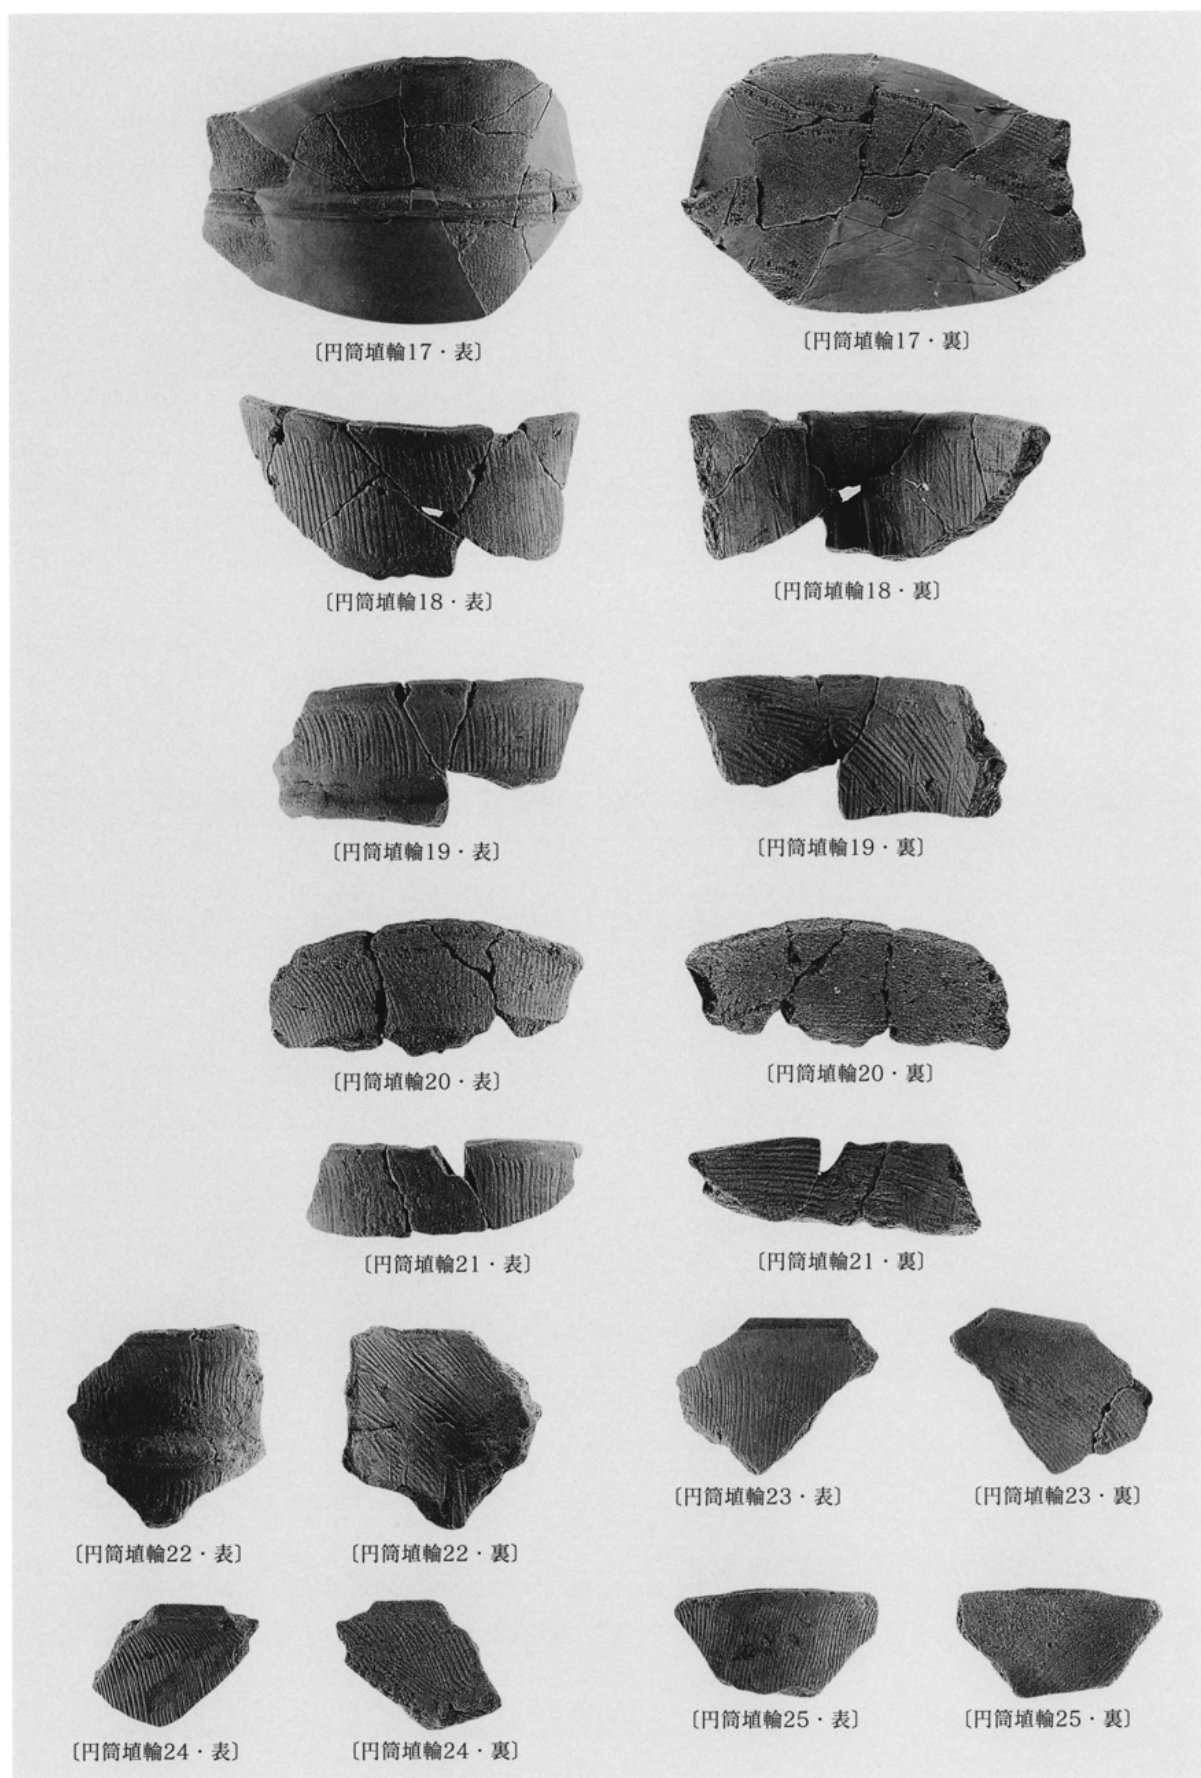 〔円筒埴輪17・表〕
〔円筒埴輪17・裏〕
〔円筒埴輪18・表〕
〔円筒埴輪18・裏〕
〔円筒埴輪19・表〕
〔円筒埴輪19・裏〕
〔円筒埴輪20・表〕
〔円筒埴輪20・裏〕
〔円筒埴輪21・表〕
〔円筒埴輪21・裏〕
〔円筒埴輪22・表〕
〔円筒埴輪22・裏〕
〔円筒埴輪23・表〕
〔円筒埴輪23・裏〕
〔円筒埴輪24・表〕
〔円筒埴輪24・裏〕
〔円筒埴輪25・表〕
〔円筒埴輪25・裏〕